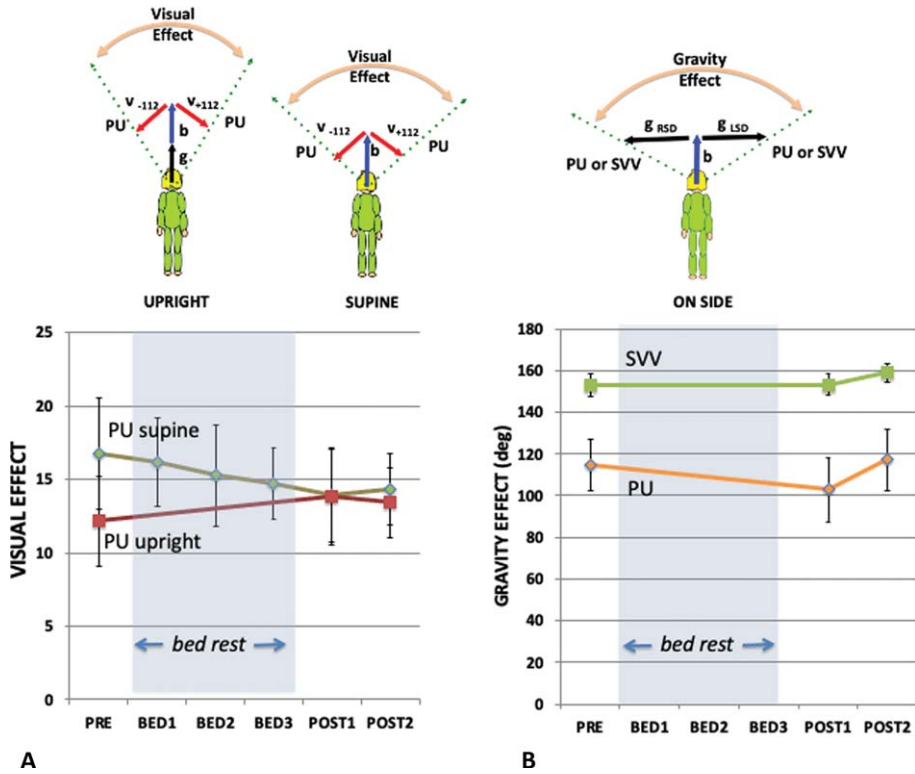 Visual
Effect
v -112 v+112
PU PU
b
g
UPRIGHT
Visual
Effect
v -112 v+112
PU PU
b
SUPINE
Gravity
Effect
g RSD g LSD
PU or SVV PU or SVV
b
ON SIDE
VISUAL EFFECT
25
20
15
10
5
0
PU supine
PU upright
bed rest
PRE BED1 BED2 BED3 POST1 POST2
A
GRAVITY EFFECT (deg)
180
160
140
120
100
80
60
40
20
0
SVV
PU
bed rest
PRE BED1 BED2 BED3 POST1 POST2
B